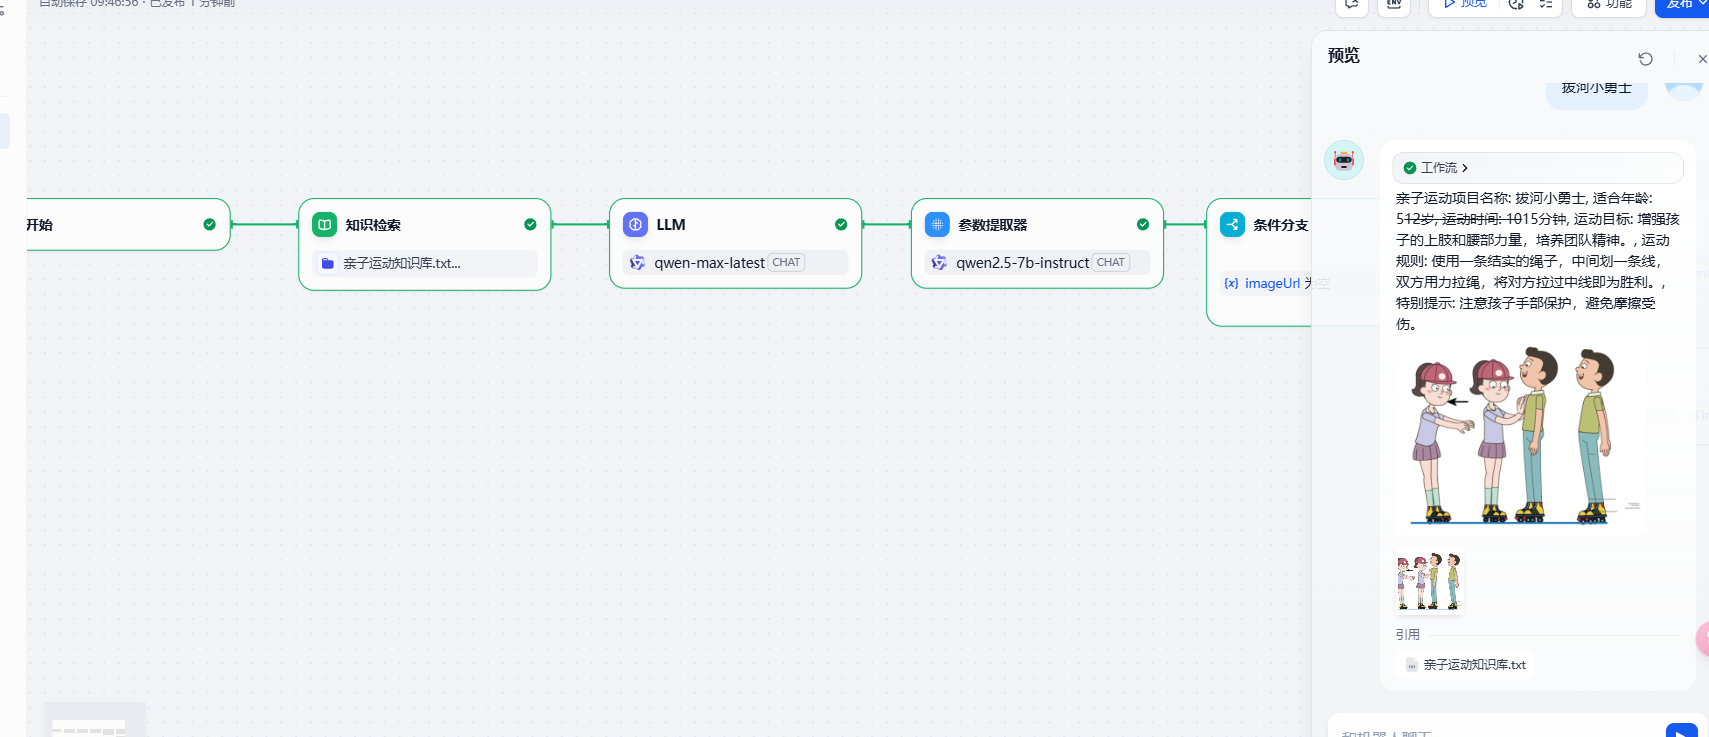 自动保存 09:46:56 · 已发布 1 分钟前
ENV
预览
功能
发布
预览
拔河小勇士
开始
知识检索
亲子运动知识库.txt...
LLM
qwen-max-latest CHAT
参数提取器
qwen2.5-7b-instruct CHAT
条件分支
{x} imageUrl 为空
工作流
亲子运动项目名称: 拔河小勇士, 适合年龄:
512岁, 运动时间: 1015分钟, 运动目标: 增强孩
子的上肢和腰部力量，培养团队精神。, 运动
规则: 使用一条结实的绳子，中间划一条线，
双方用力拉绳，将对方拉过中线即为胜利。,
特别提示: 注意孩子手部保护，避免摩擦受
伤。
引用
亲子运动知识库.txt
和机器人聊天